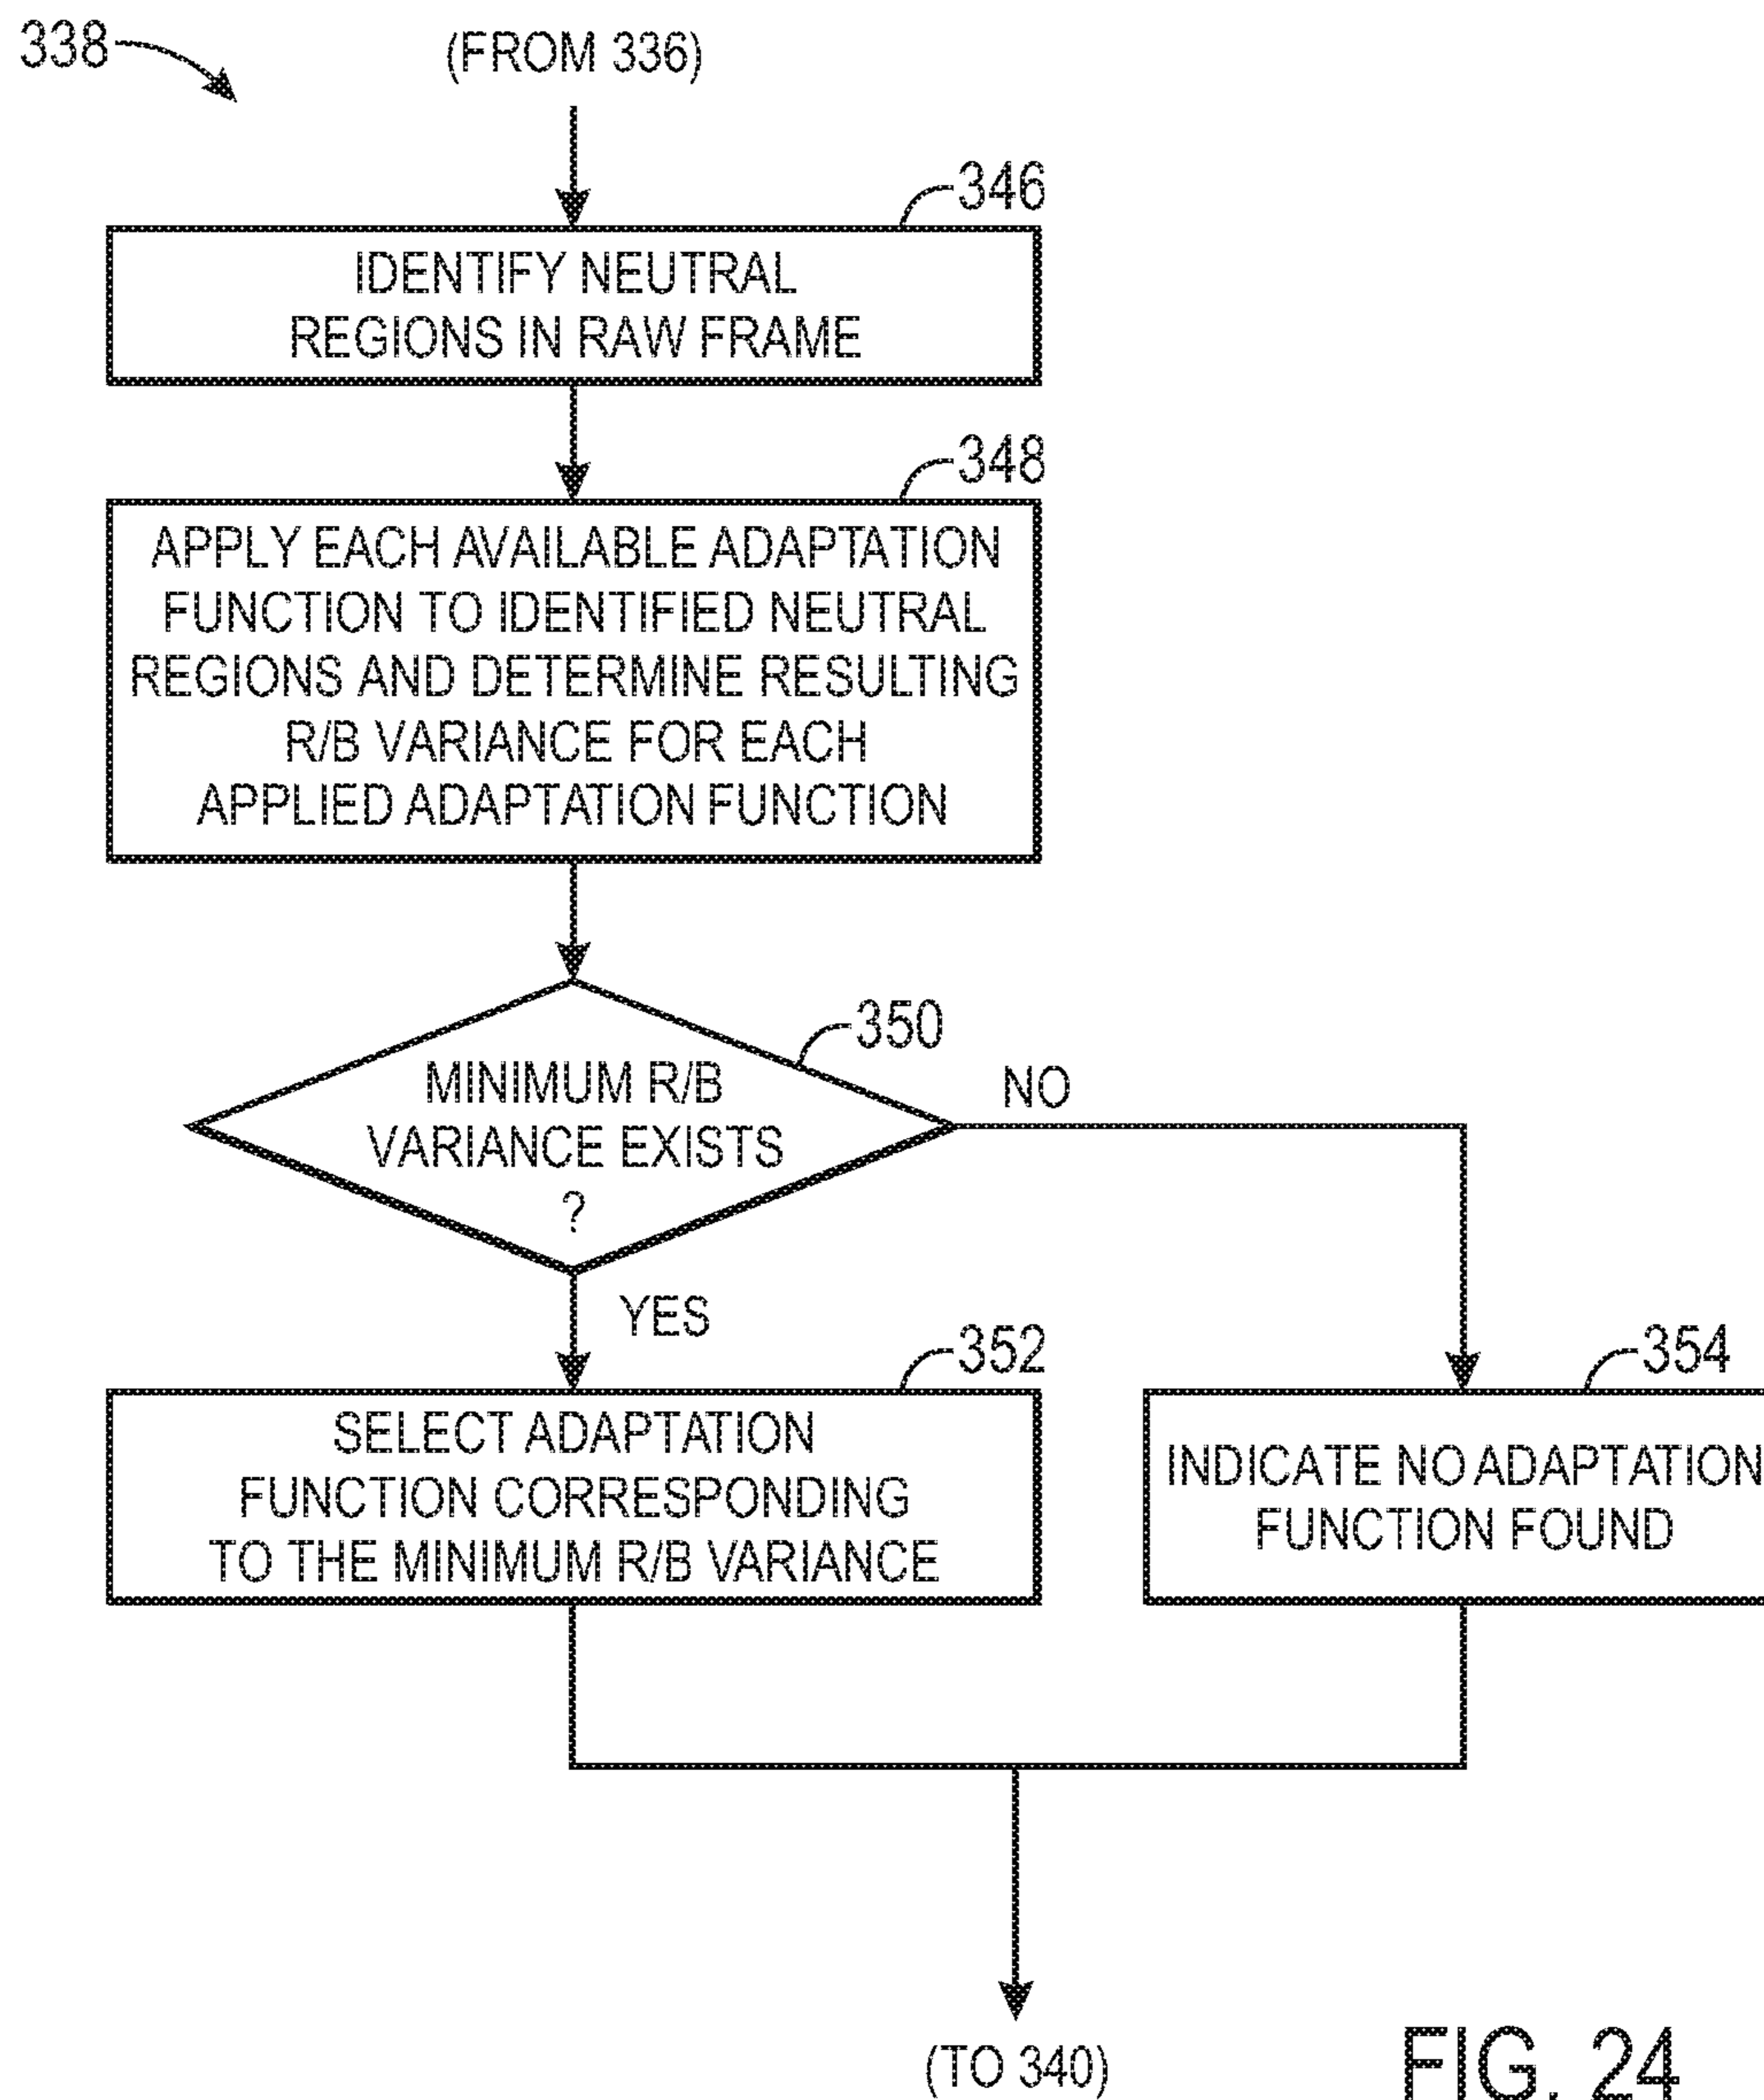 338
(FROM 336)
346
IDENTIFY NEUTRAL
REGIONS IN RAW FRAME
348
APPLY EACH AVAILABLE ADAPTATION
FUNCTION TO IDENTIFIED NEUTRAL
REGIONS AND DETERMINE RESULTING
R/B VARIANCE FOR EACH
APPLIED ADAPTATION FUNCTION
350
MINIMUM R/B
VARIANCE EXISTS
?
NO
YES
352
SELECT ADAPTATION
FUNCTION CORRESPONDING
TO THE MINIMUM R/B VARIANCE
354
INDICATE NO ADAPTATION
FUNCTION FOUND
(TO 340)
FIG. 24